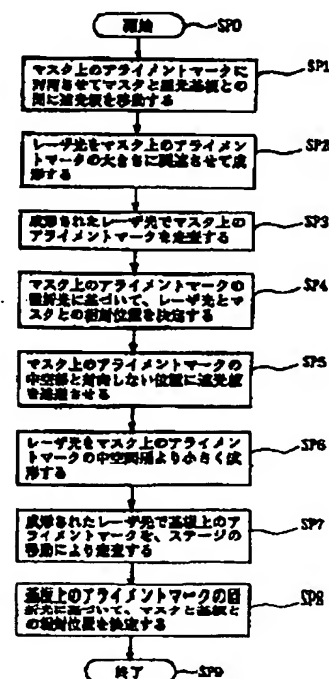 開始
SP0
マスク上のアライメントマークに
対向させてマスクと感光基板との
間に遮光板を移動する
SP1
レーザ光をマスク上のアライメン
トマークの大きさに関連させて成
形する
SP2
成形されたレーザ光でマスク上の
アライメントマークを走査する
SP3
マスク上のアライメントマークの
回折光に基づいて、レーザ光とマ
スクとの相対位置を決定する
SP4
マスク上のアライメントマークの
中空部と対向しない位置に遮光板
を退避させる
SP5
レーザ光をマスク上のアライメン
トマークの中空間隔より小さく成
形する
SP6
成形されたレーザ光で基板上のア
ライメントマークを、ステージの
移動により走査する
SP7
基板上のアライメントマークの回
折光に基づいて、マスクと基板と
の相対位置を決定する
SP8
終了
SP9